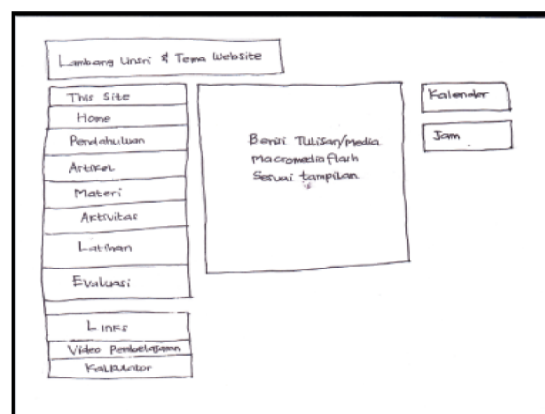 Lambang Unsri & Tema Website
This Site
Home
Pendahuluan
Artikel
Materi
Aktivitas
Latihan
Evaluasi
Links
Video Pembelajaran
Kalkulator
Berisi Tulisan/Media
Macromedia flash
Sesuai tampilan
Kalender
Jam